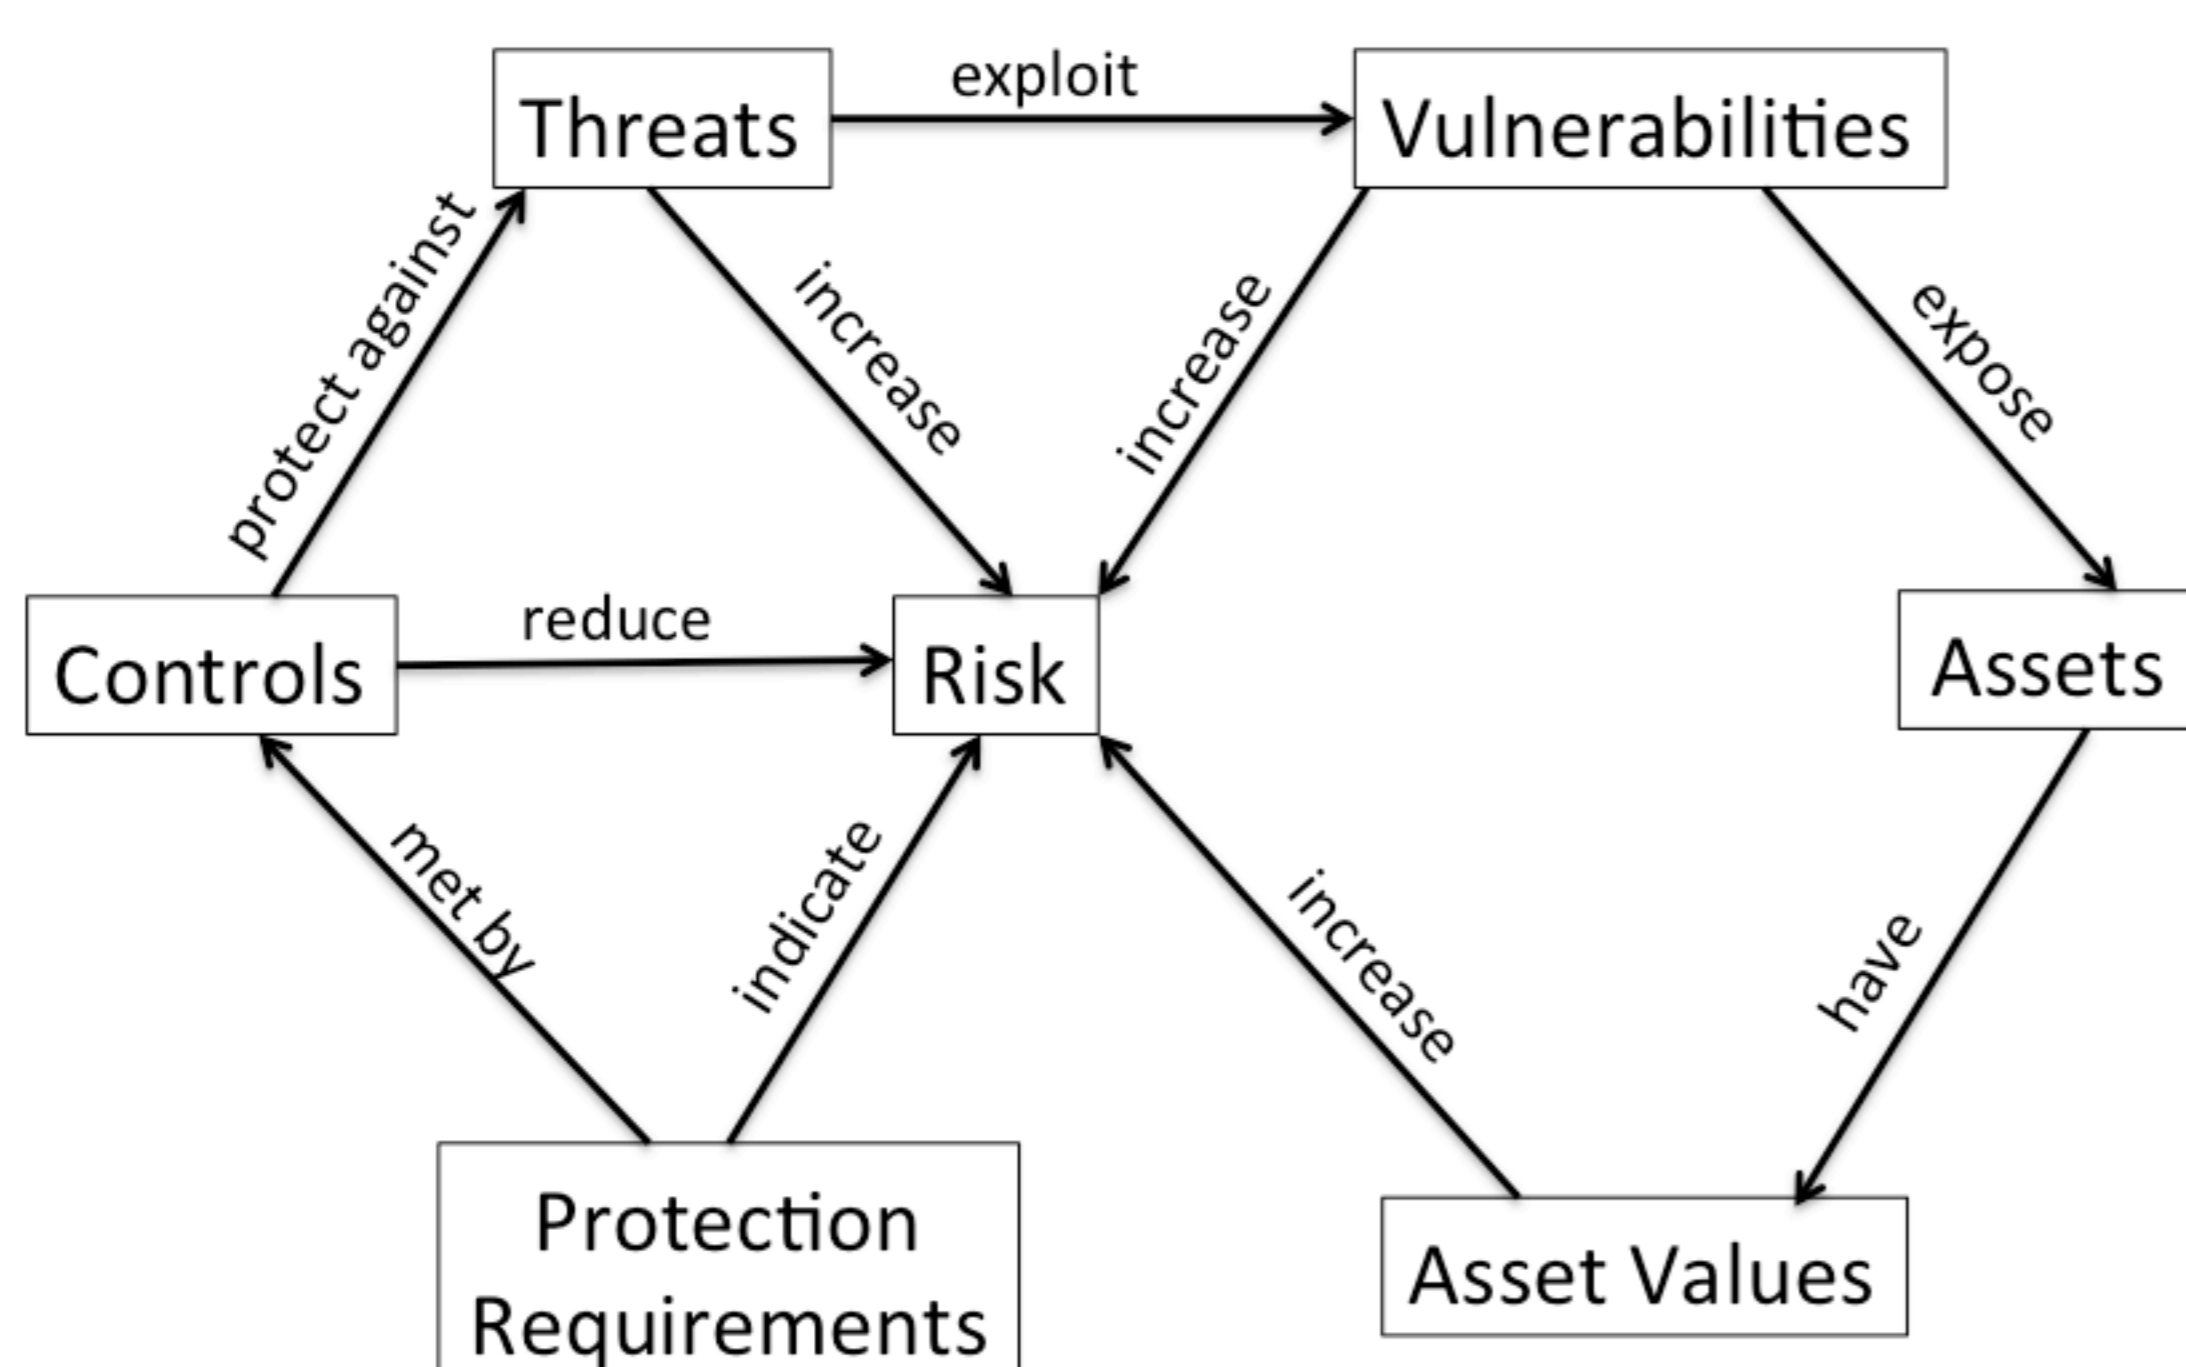 exploit
Threats
Vulnerabilities
protect against
increase
increase
expose
reduce
Controls
Risk
Assets
met by
indicate
increase
have
Protection
Requirements
Asset Values